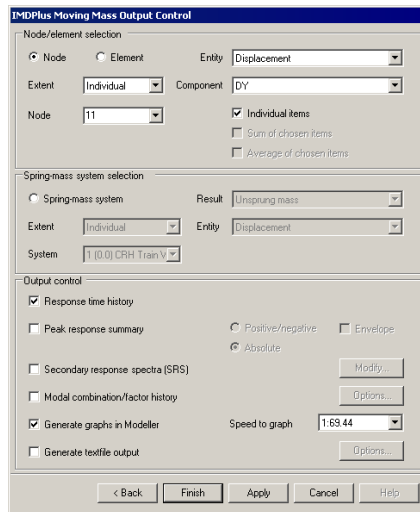 IMDPlus Moving Mass Output Control
Node/element selection
Node Element Entity Displacement
Extent Individual Component DY
Node 11 Individual items
Sum of chosen items
Average of chosen items
Spring-mass system selection
Spring-mass system Result Unsprung mass
Extent Individual Entity Displacement
System 1 (0.0) CRH Train V
Output control
Response time history
Peak response summary Positive/negative Envelope
Absolute
Secondary response spectra (SRS) Modify...
Modal combination/factor history Options...
Generate graphs in Modeller Speed to graph 1:69.44
Generate textfile output Options...
< Back Finish Apply Cancel Help